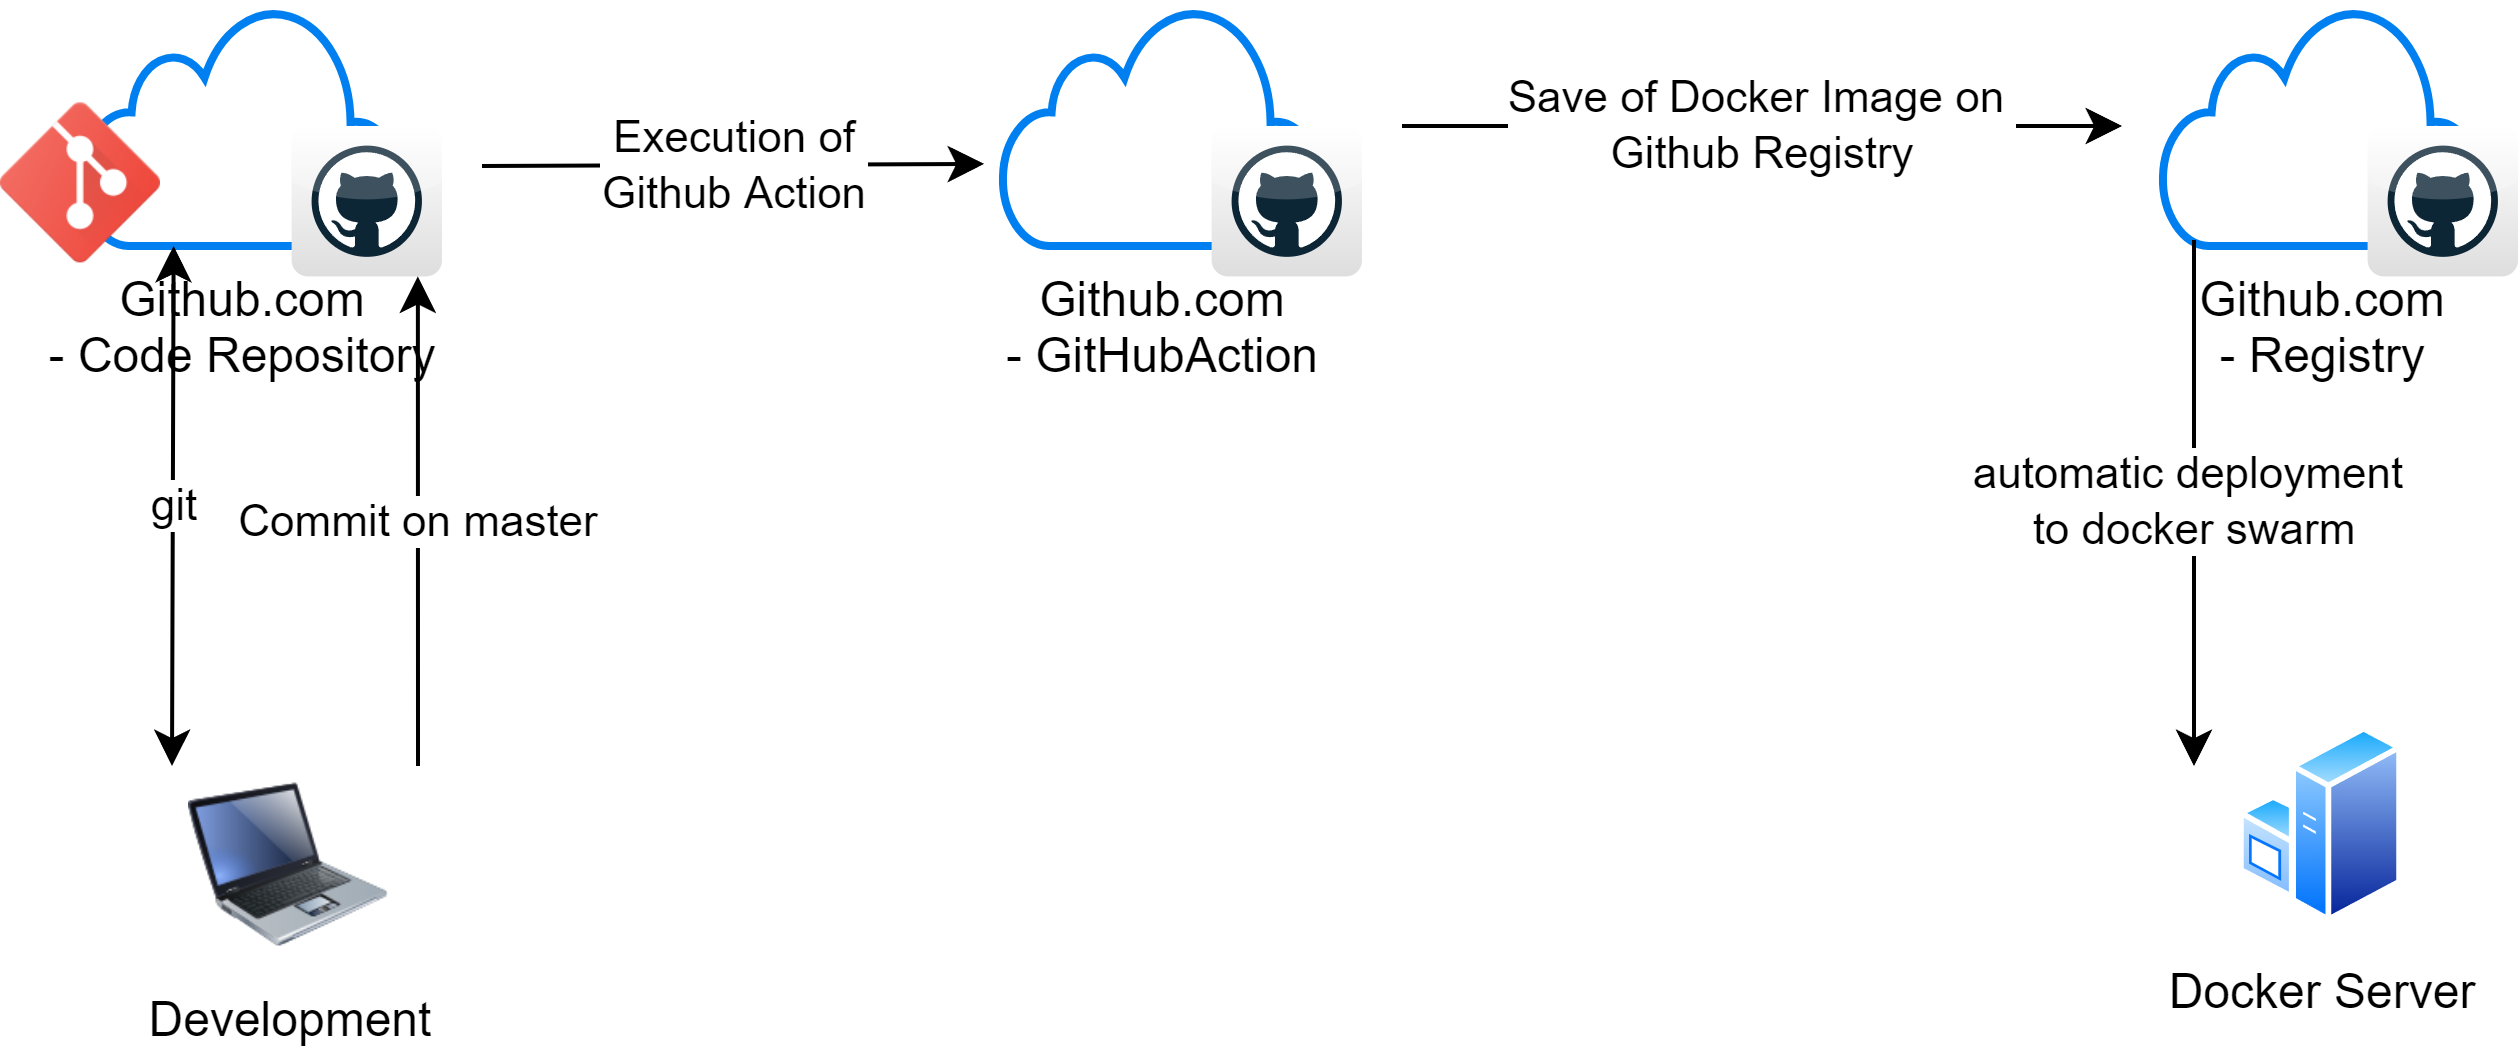 Execution of
Github Action
Save of Docker Image on
Github Registry
Github.com
- Code Repository
Github.com
- GitHubAction
Github.com
- Registry
git
Commit on master
automatic deployment
to docker swarm
Development
Docker Server